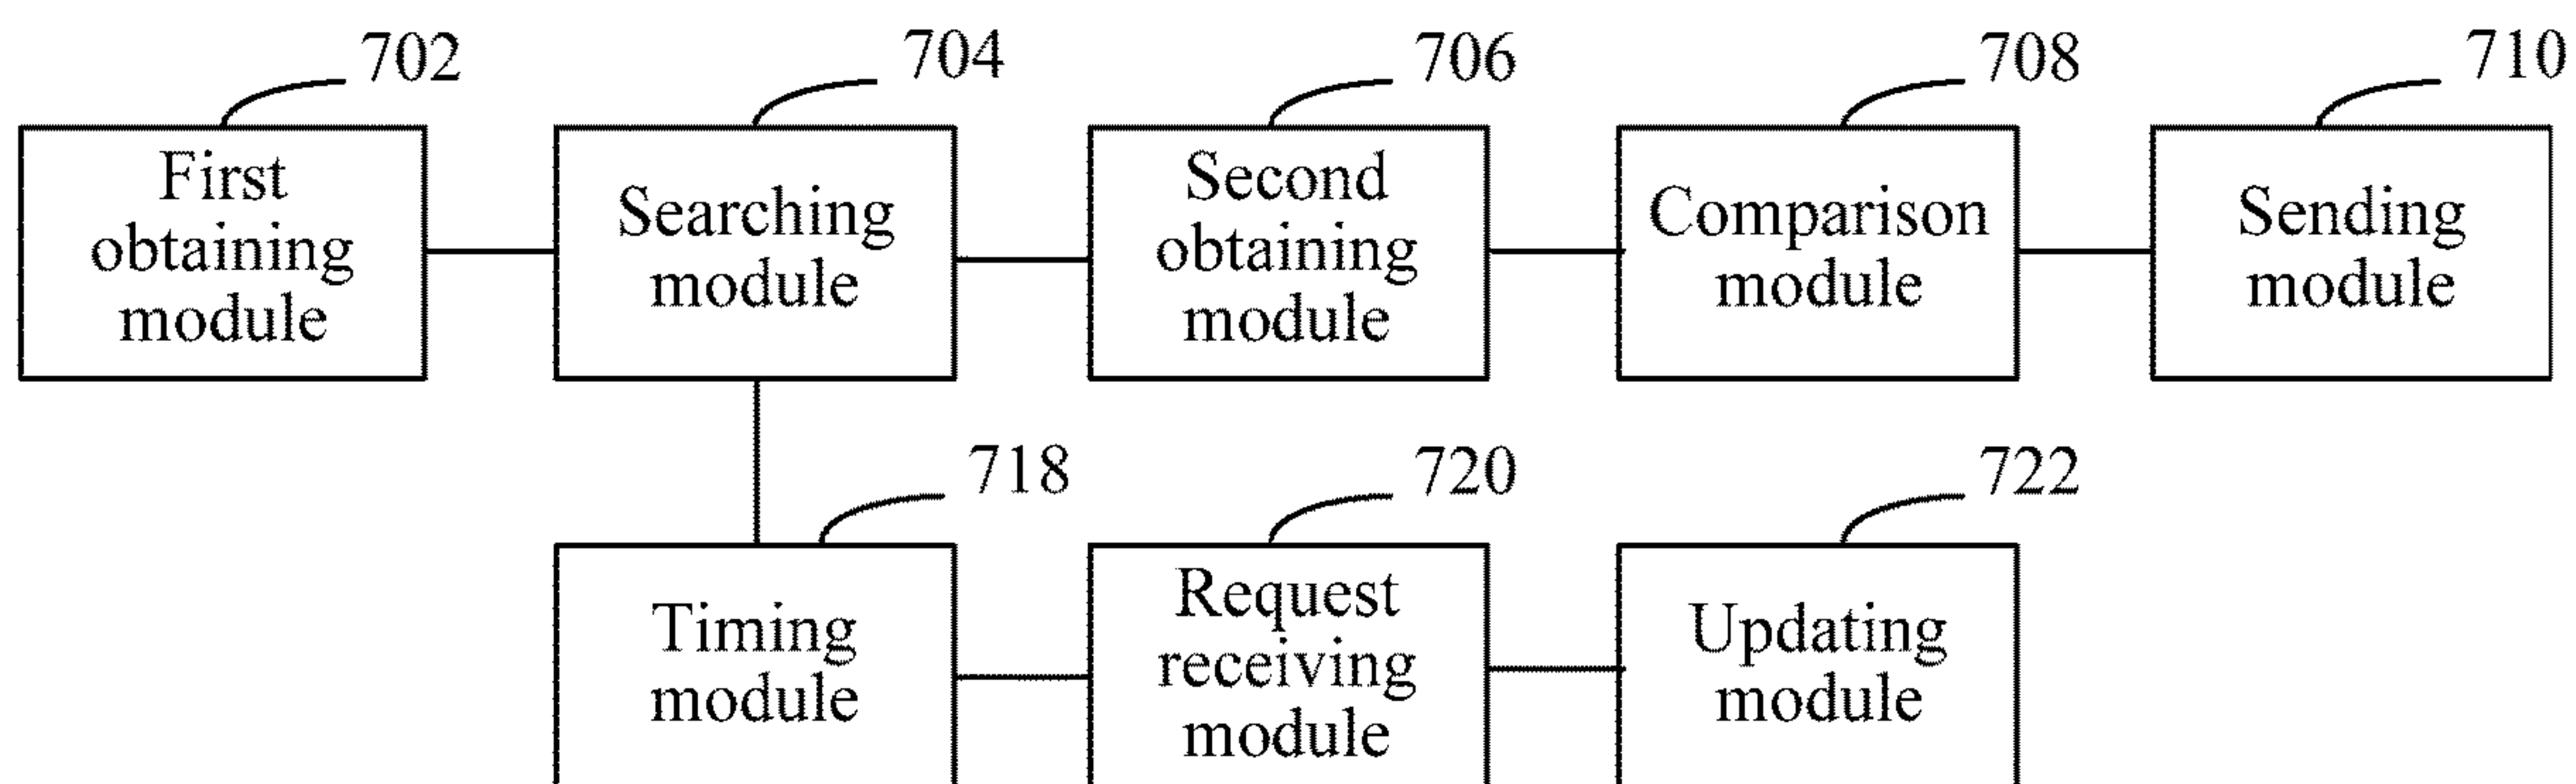 702
704
706
708
710
First
obtaining
module
Searching
module
Second
obtaining
module
Comparison
module
Sending
module
718
720
722
Timing
module
Request
receiving
module
Updating
module